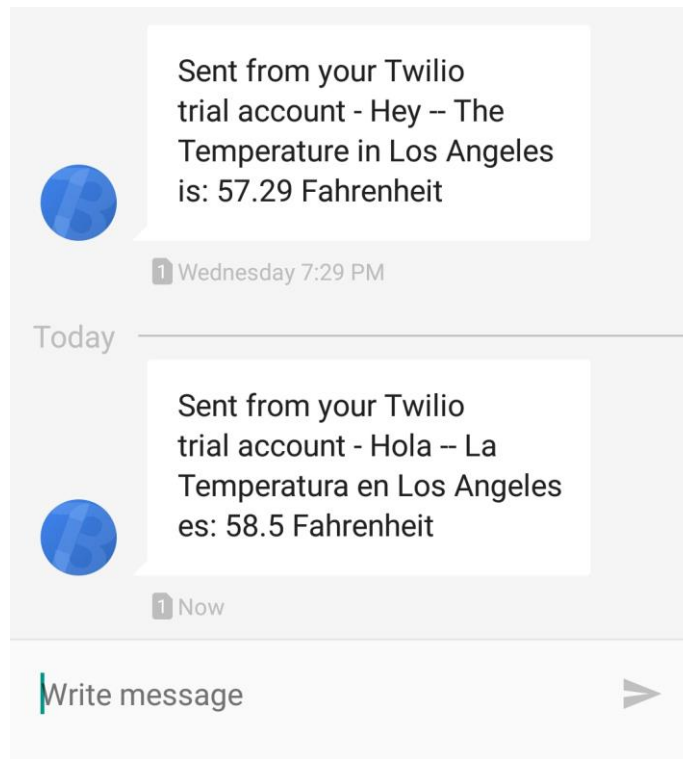 Sent from your Twilio
trial account - Hey -- The
Temperature in Los Angeles
is: 57.29 Fahrenheit
1 Wednesday 7:29 PM
Today
Sent from your Twilio
trial account - Hola -- La
Temperatura en Los Angeles
es: 58.5 Fahrenheit
1 Now
Write message